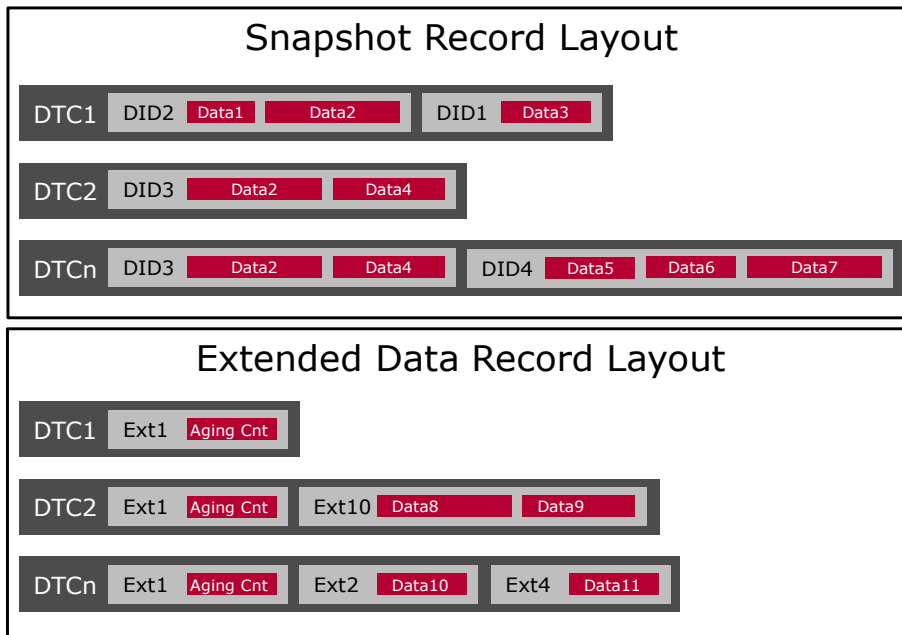 Snapshot Record Layout
DTC1 DID2 Data1 Data2 DID1 Data3
DTC2 DID3 Data2 Data4
DTCn DID3 Data2 Data4 DID4 Data5 Data6 Data7
Extended Data Record Layout
DTC1 Ext1 Aging Cnt
DTC2 Ext1 Aging Cnt Ext10 Data8 Data9
DTCn Ext1 Aging Cnt Ext2 Data10 Ext4 Data11